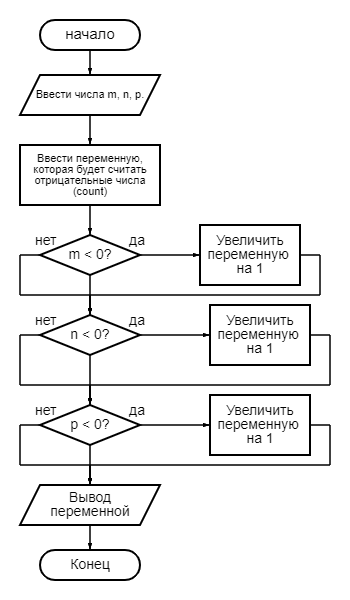 начало
Ввести числа m, n, p.
Ввести переменную,
которая будет считать
отрицательные числа
(count)
нет
m < 0?
да
Увеличить
переменную
на 1
нет
n < 0?
да
Увеличить
переменную
на 1
нет
p < 0?
да
Увеличить
переменную
на 1
Вывод
переменной
Конец